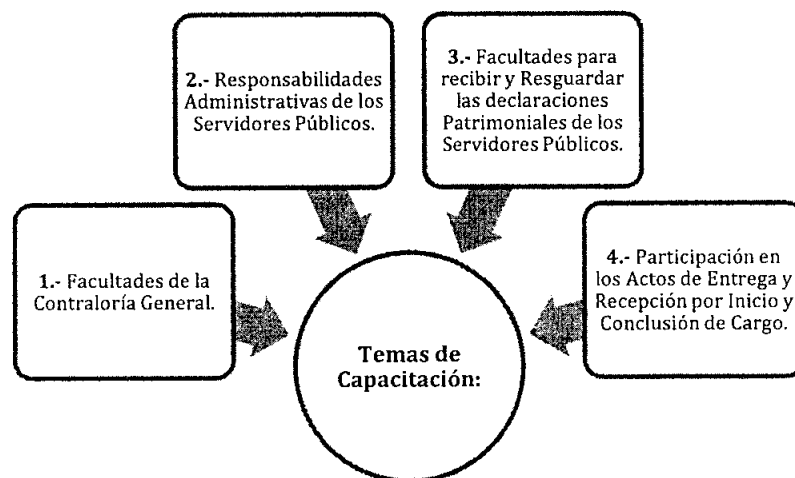 1.- Facultades de la
Contraloría General.
2.- Responsabilidades
Administrativas de los
Servidores Públicos.
3.- Facultades para
recibir y Resguardar
las declaraciones
Patrimoniales de los
Servidores Públicos.
4.- Participación en
los Actos de Entrega y
Recepción por Inicio y
Conclusión de Cargo.
Temas de
Capacitación: